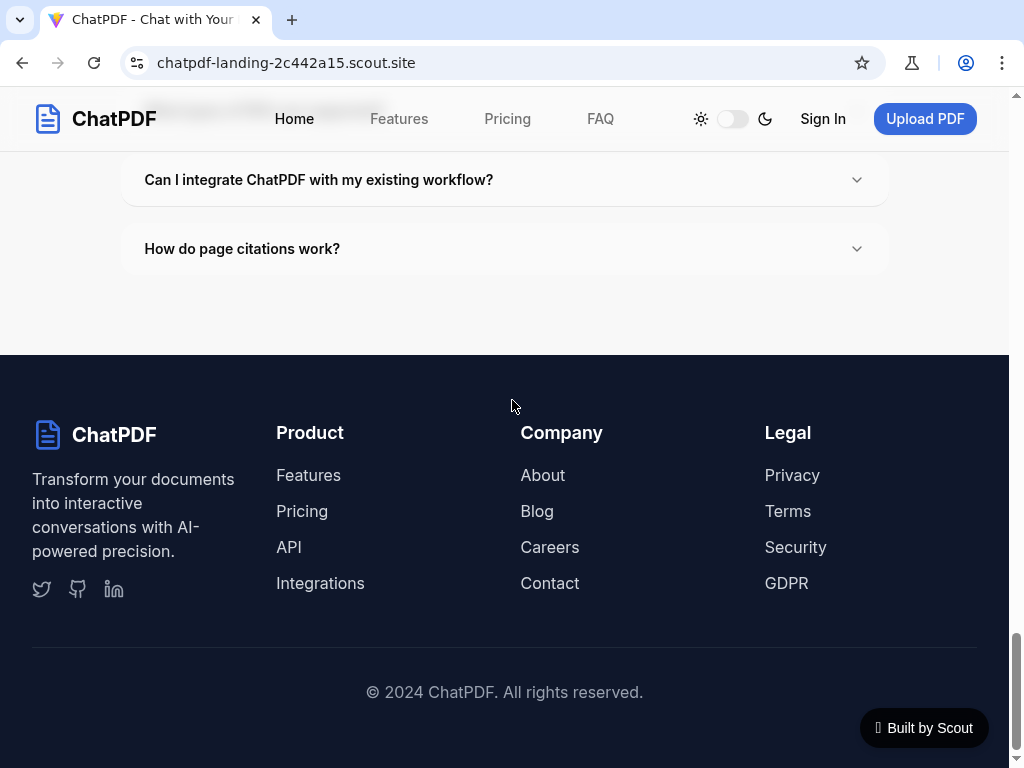 ChatPDF - Chat with Your
chatpdf-landing-2c442a15.scout.site
ChatPDF
Home
Features
Pricing
FAQ
Sign In
Upload PDF
Can I integrate ChatPDF with my existing workflow?
How do page citations work?
ChatPDF
Transform your documents
into interactive
conversations with AI-
powered precision.
Product
Features
Pricing
API
Integrations
Company
About
Blog
Careers
Contact
Legal
Privacy
Terms
Security
GDPR
© 2024 ChatPDF. All rights reserved.
Built by Scout